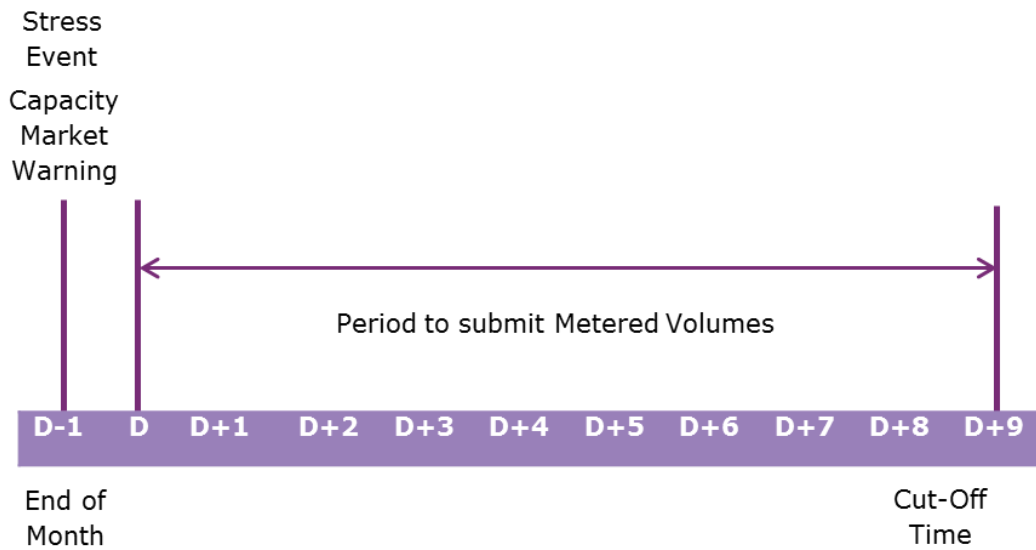 Stress
Event
Capacity
Market
Warning
Period to submit Metered Volumes
D-1 D D+1 D+2 D+3 D+4 D+5 D+6 D+7 D+8 D+9
End of
Month
Cut-Off
Time